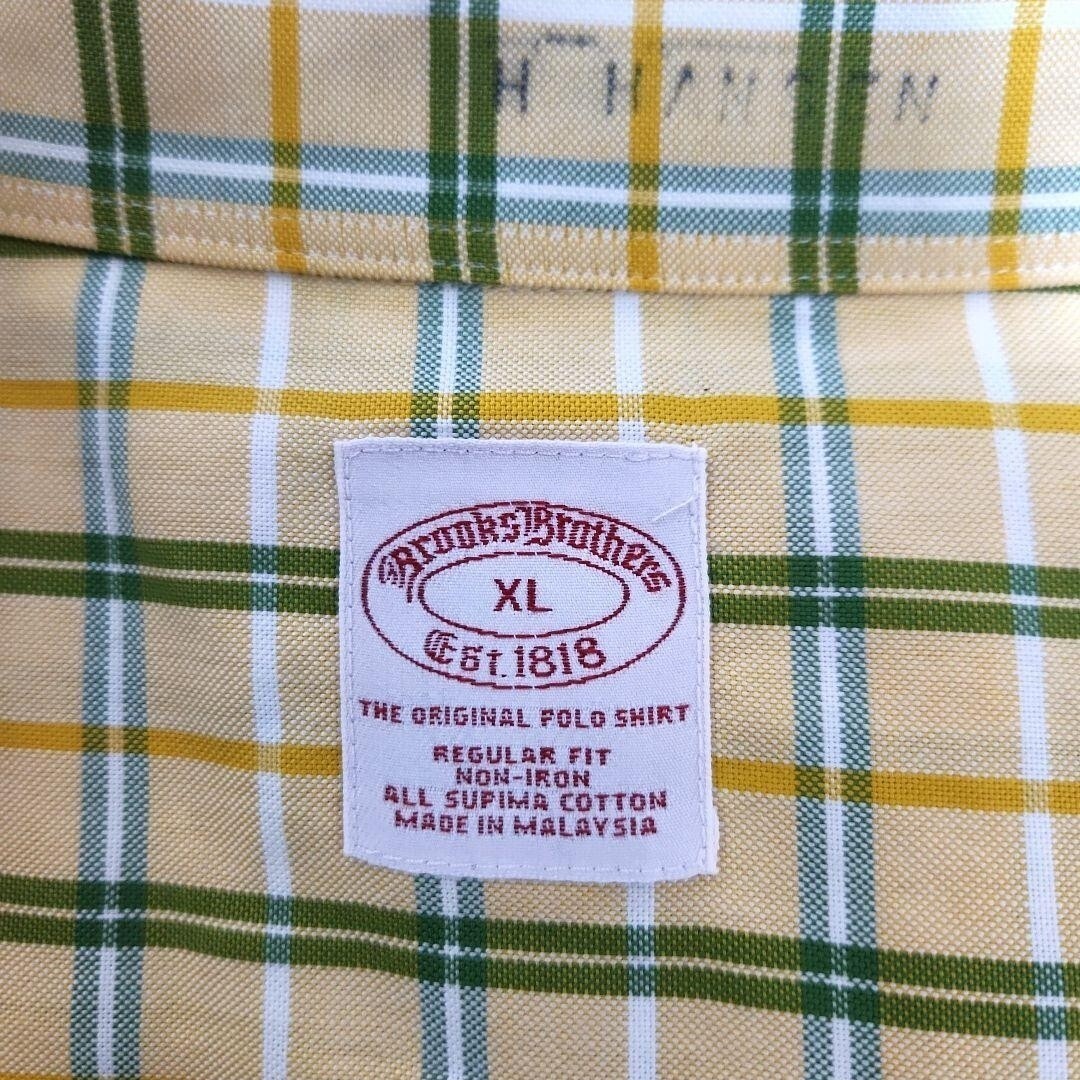 H HANSEN
Brooks Brothers
XL
Est. 1818
THE ORIGINAL POLO SHIRT
REGULAR FIT
NON-IRON
ALL SUPIMA COTTON
MADE IN MALAYSIA